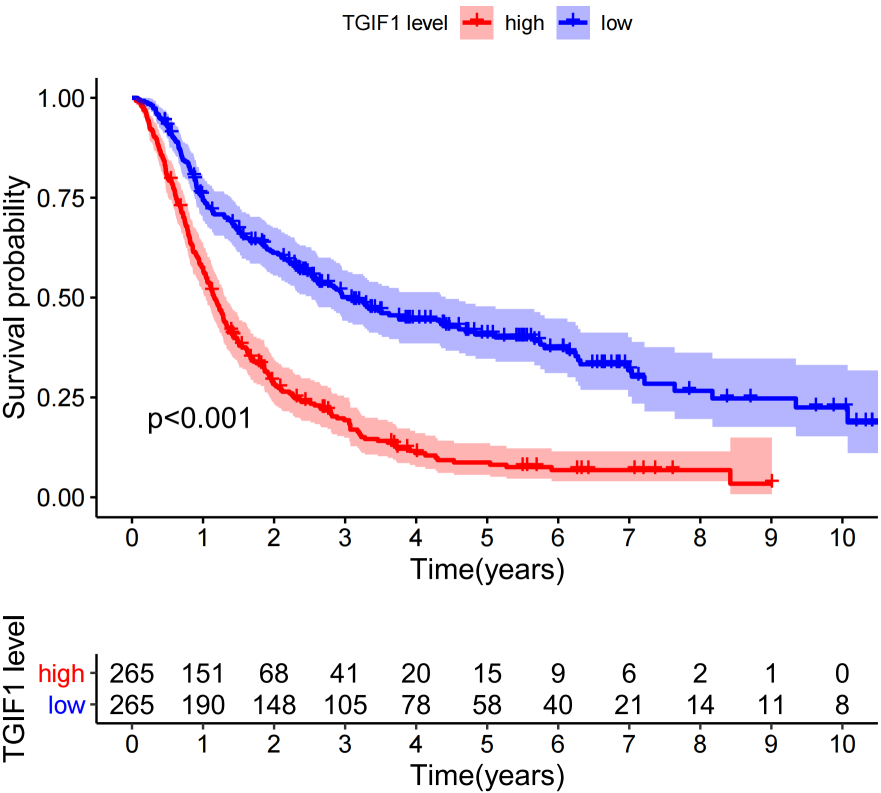 TGIF1 level high low
1.00
0.75
0.50
0.25
0.00
Survival probability
p<0.001
0 1 2 3 4 5 6 7 8 9 10
Time(years)
TGIF1 level
high 265 151 68 41 20 15 9 6 2 1 0
low 265 190 148 105 78 58 40 21 14 11 8
0 1 2 3 4 5 6 7 8 9 10
Time(years)